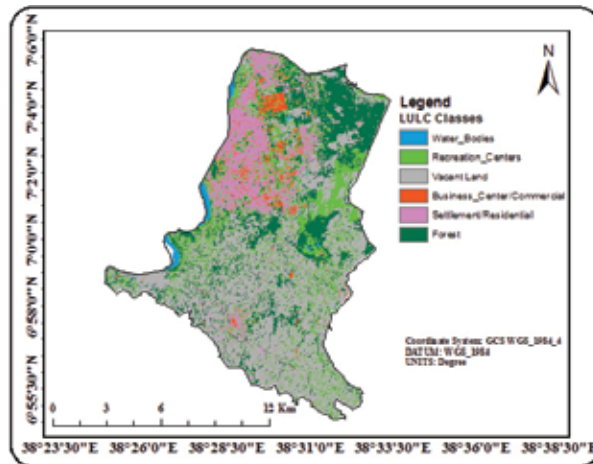 7°6'0"N
7°4'0"N
7°2'0"N
7°0'0"N
6°58'0"N
6°55'30"N
N
Legend
LULC Classes
Water_Bodies
Recreation_Centers
Vacant Land
Business_Center/Commercial
Settlement/Residential
Forest
Coordinate System: GCS WGS_1984_4
DATUM: WGS_1984
UNITS: Degree
0 3 6 12 Km
38°23'30"E 38°26'0"E 38°28'30"E 38°31'0"E 38°33'30"E 38°36'0"E 38°38'30"E